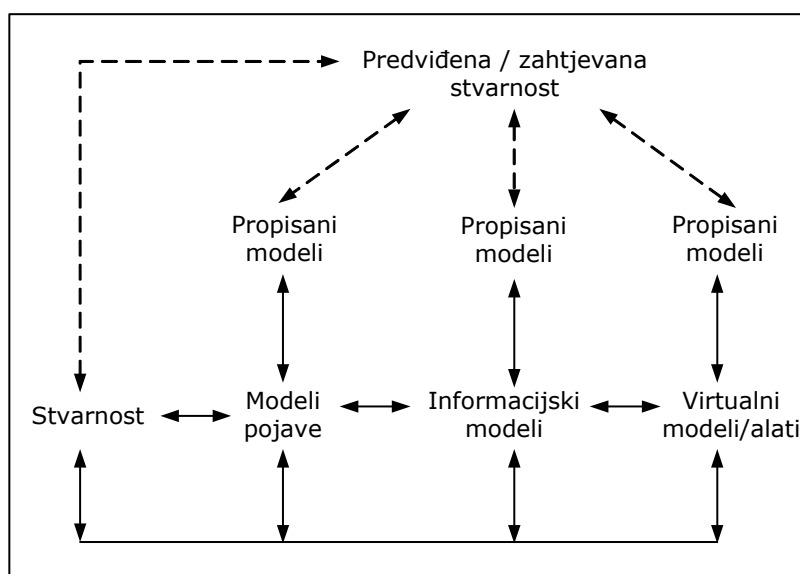 Predviđena / zahtjevana
stvarnost
Propisani
modeli
Propisani
modeli
Propisani
modeli
Stvarnost
Modeli
pojave
Informacijski
modeli
Virtualni
modeli/alati